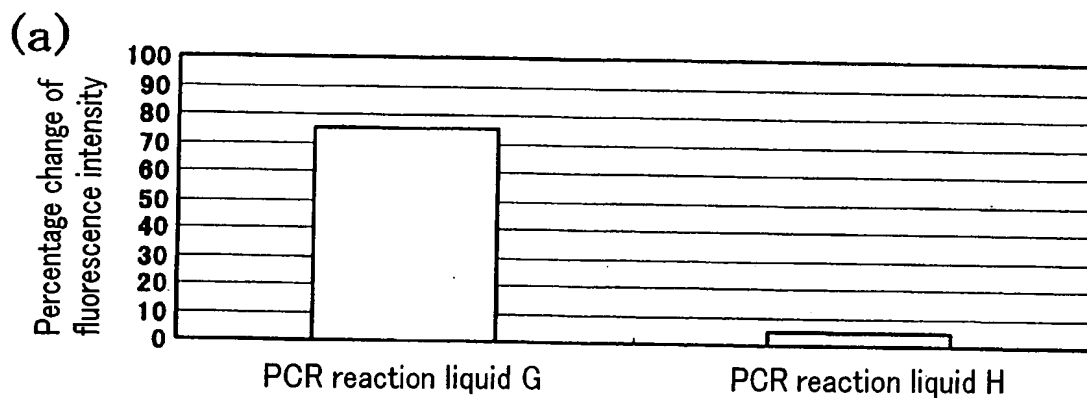 (a)
Percentage change of
fluorescence intensity
100
90
80
70
60
50
40
30
20
10
0
PCR reaction liquid G
PCR reaction liquid H